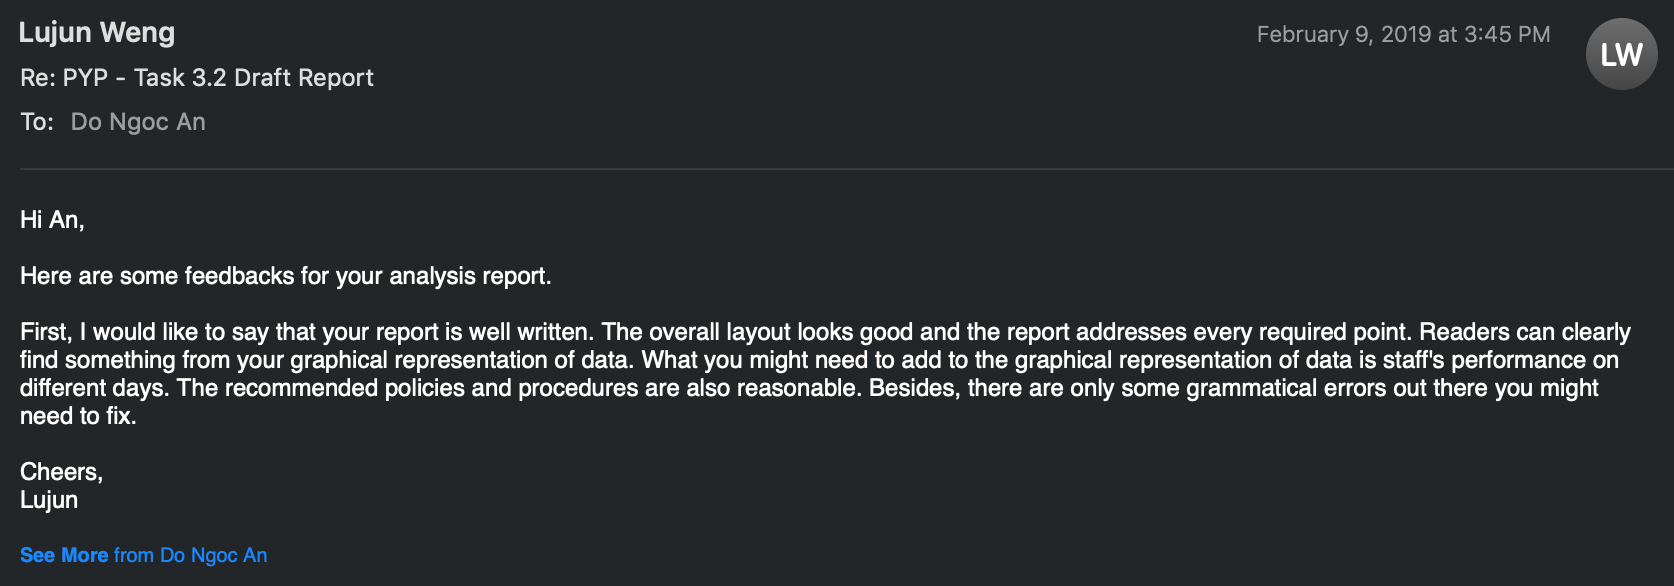 Lujun Weng
February 9, 2019 at 3:45 PM
LW
Re: PYP - Task 3.2 Draft Report
To: Do Ngoc An
Hi An,
Here are some feedbacks for your analysis report.
First, I would like to say that your report is well written. The overall layout looks good and the report addresses every required point. Readers can clearly
find something from your graphical representation of data. What you might need to add to the graphical representation of data is staff's performance on
different days. The recommended policies and procedures are also reasonable. Besides, there are only some grammatical errors out there you might
need to fix.
Cheers,
Lujun
See More from Do Ngoc An